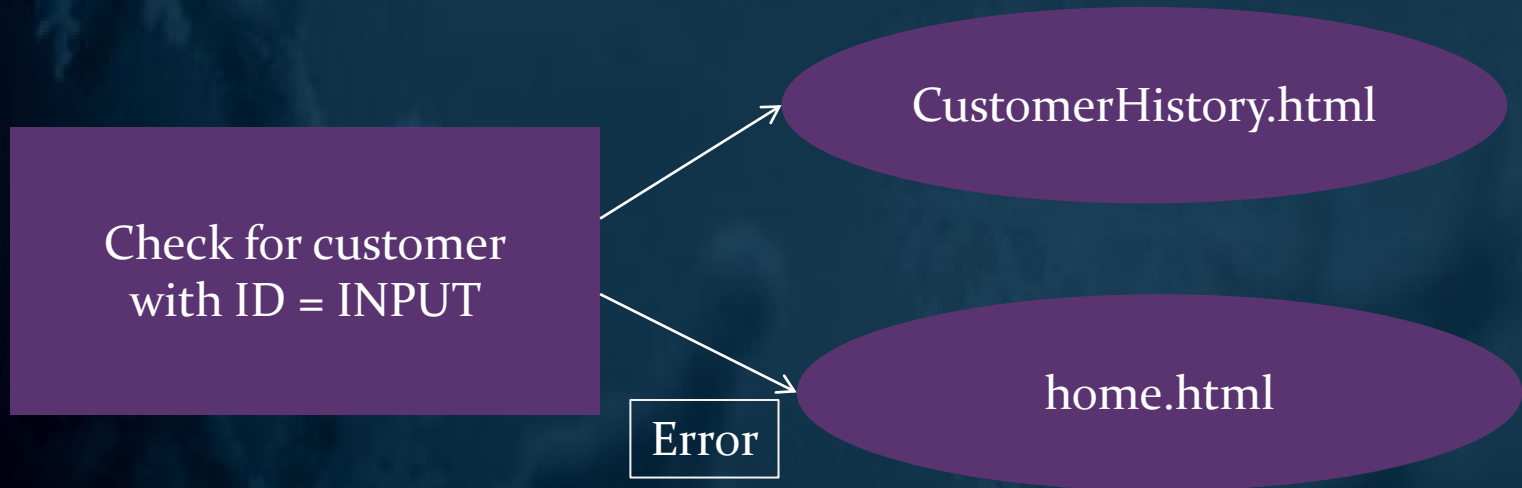 CustomerHistory.html
Check for customer
with ID = INPUT
home.html
Error